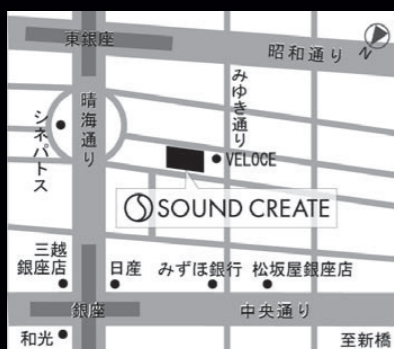 東銀座
昭和通り
N
晴海通り
みゆき通り
シネパトス
VELOCE
SOUND CREATE
三越
銀座店
日産
みずほ銀行
松坂屋銀座店
銀座
中央通り
和光
至新橋